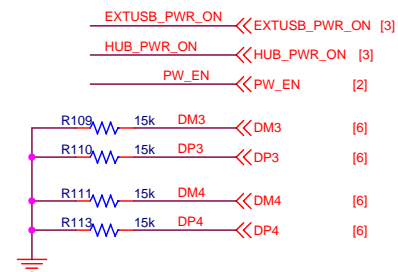 EXTUSB_PWR_ON EXTUSB_PWR_ON [3]
HUB_PWR_ON HUB_PWR_ON [3]
PW_EN PW_EN [2]
R109 15k DM3 DM3 [6]
R110 15k DP3 DP3 [6]
R111 15k DM4 DM4 [6]
R113 15k DP4 DP4 [6]